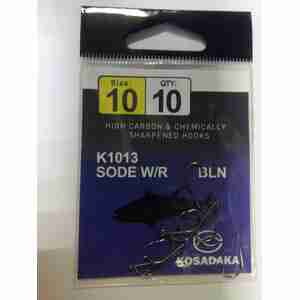 Size: QTY:
10 10
HIGH CARBON & CHEMICALLY
SHARPENED HOOKS
K1013
SODE W/R BLN
KOSADAKA